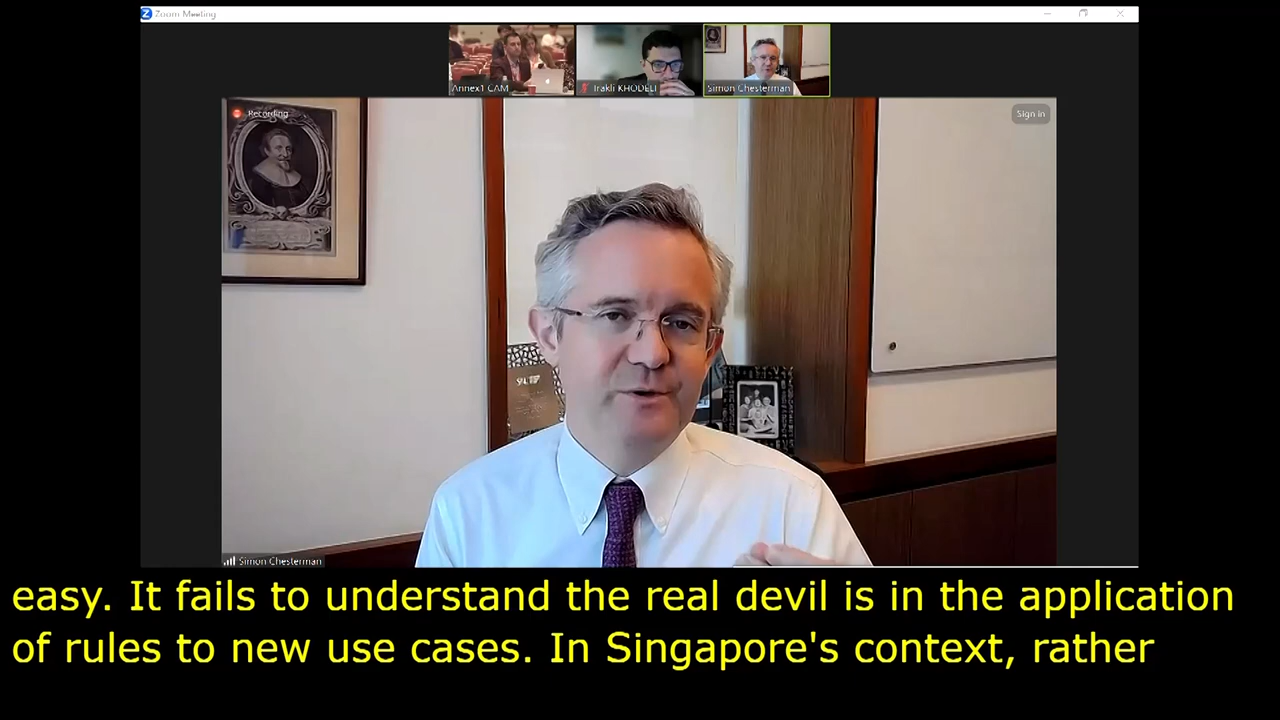 Zoom Meeting
Annex1 CAM
Irakli KHODELI
Simon Chesterman
Recording
Sign in
Simon Chesterman
easy. It fails to understand the real devil is in the application
of rules to new use cases. In Singapore's context, rather